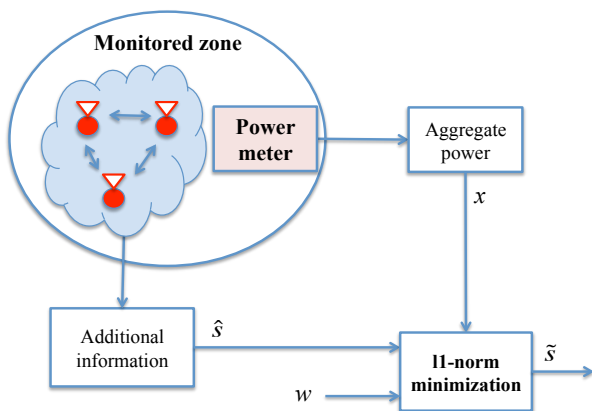 Monitored zone
Power
meter
Aggregate
power
x
Additional
information
ŝ
l1-norm
minimization
s̃
w